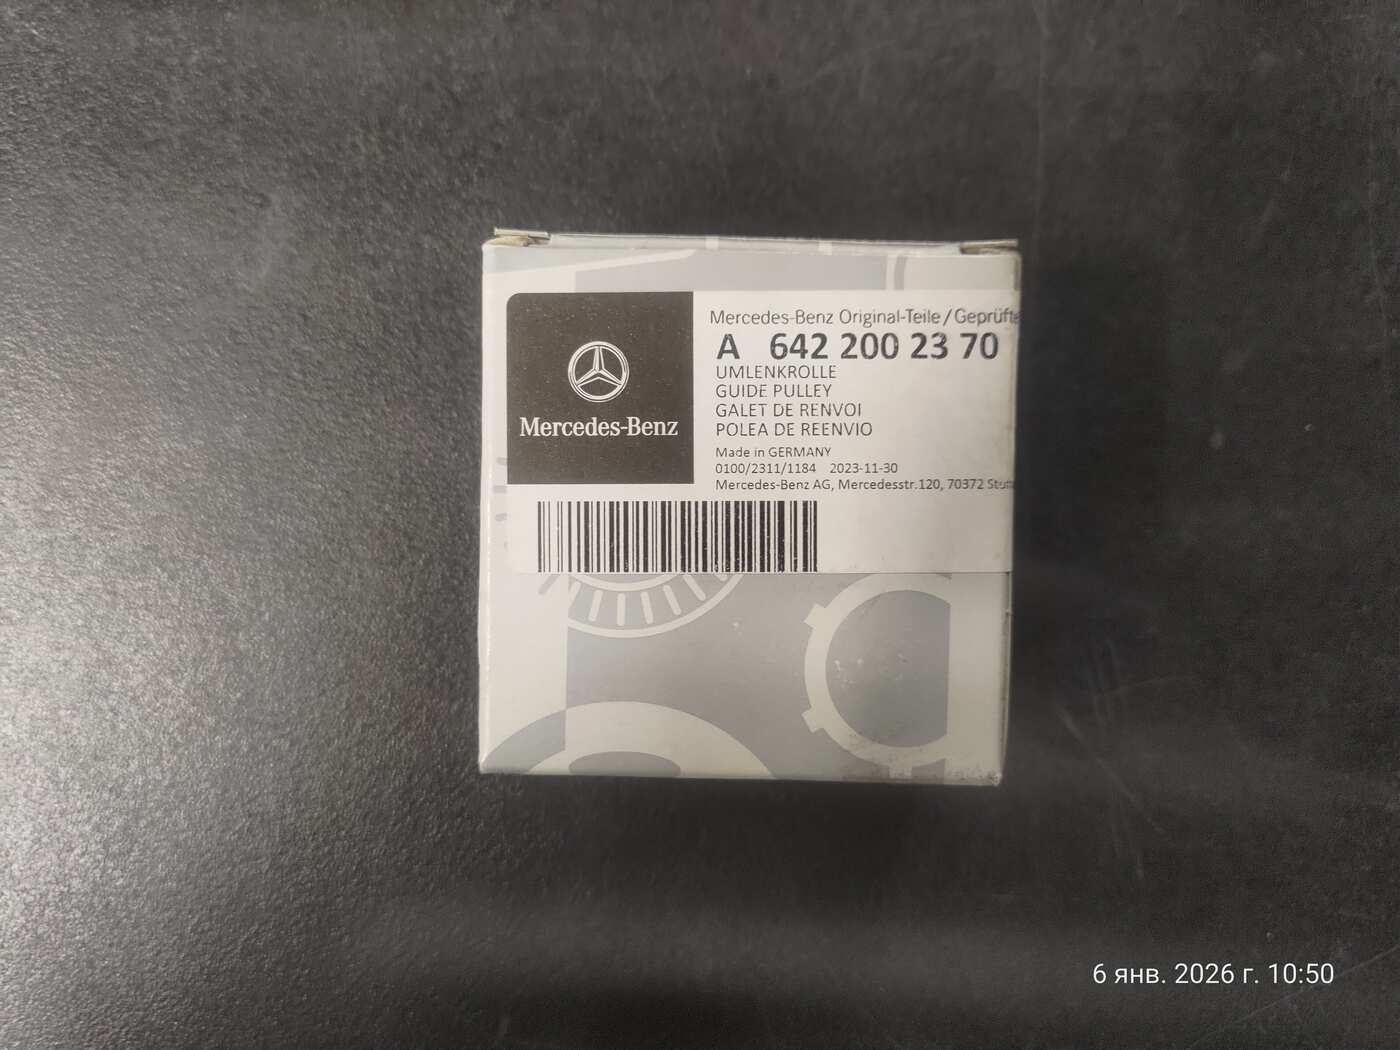 Mercedes-Benz Original-Teile / Geprüfte
A 642 200 23 70
UMLENKROLLE
GUIDE PULLEY
GALET DE RENVOI
POLEA DE REENVIO
Mercedes-Benz
Made in GERMANY
0100/2311/1184 2023-11-30
Mercedes-Benz AG, Mercedesstr.120, 70372
6 янв. 2026 г. 10:50